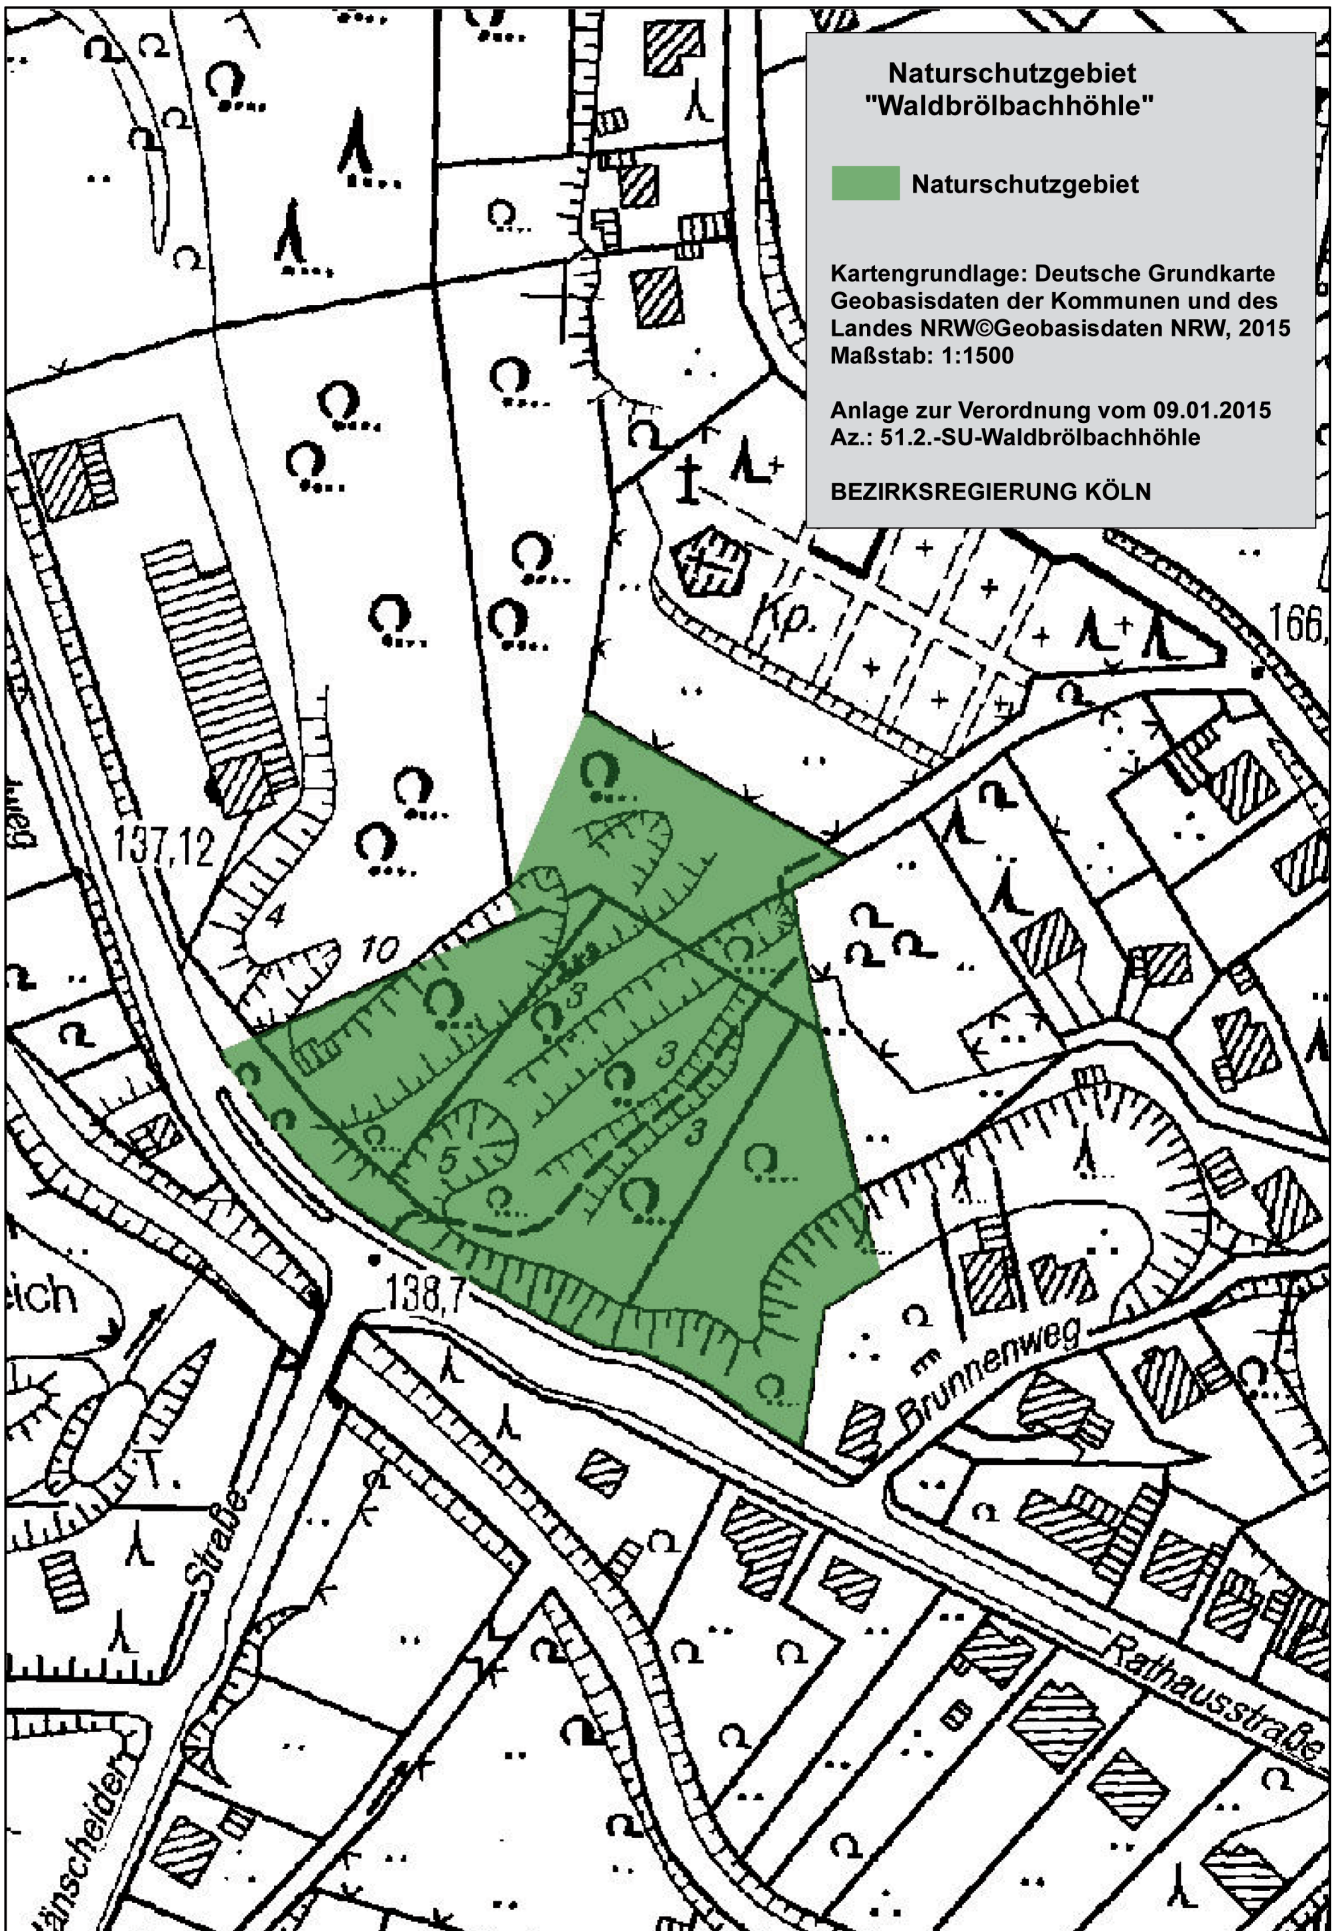 Naturschutzgebiet
"Waldbrölbachhöhle"
Naturschutzgebiet
Kartengrundlage: Deutsche Grundkarte
Geobasisdaten der Kommunen und des
Landes NRW©Geobasisdaten NRW, 2015
Maßstab: 1:1500
Anlage zur Verordnung vom 09.01.2015
Az.: 51.2.-SU-Waldbrölbachhöhle
BEZIRKSREGIERUNG KÖLN
Kp.
166,
137,12
4
10
3
3
3
5
138,7
eich
Brunnenweg
Straße
Rathausstraße
änscheider